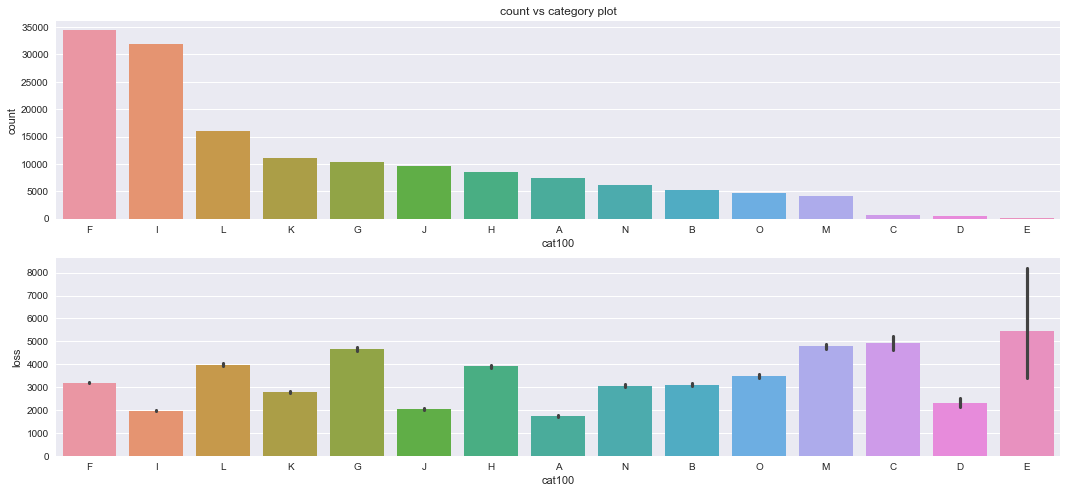 count vs category plot
35000
30000
25000
20000
15000
10000
5000
0
count
F I L K G J H A N B O M C D E
cat100
8000
7000
6000
5000
4000
3000
2000
1000
0
loss
F I L K G J H A N B O M C D E
cat100